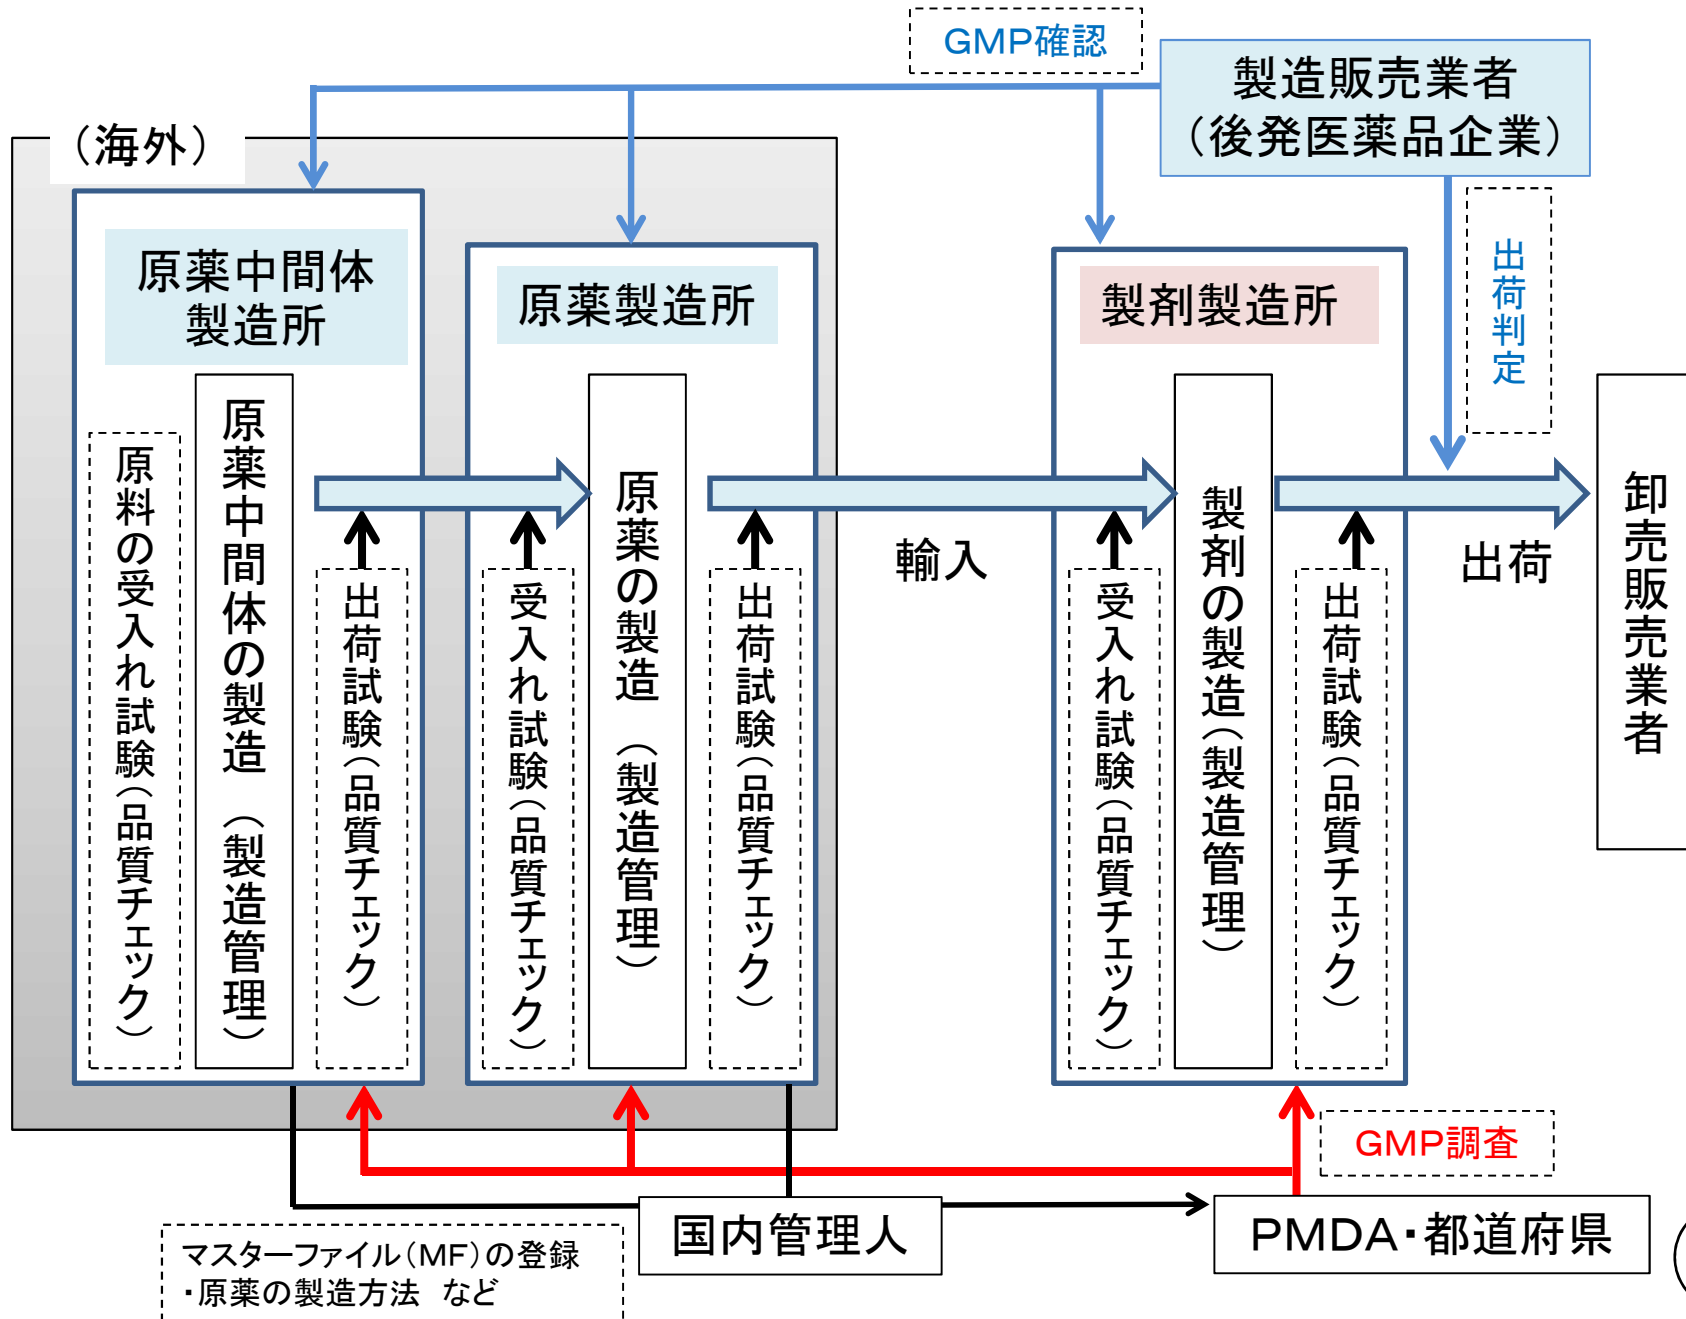 GMP確認
製造販売業者
（後発医薬品企業）
（海外）
原薬中間体
製造所
原薬製造所
製剤製造所
出荷判定
原料の受入れ試験（品質チェック）
原薬中間体の製造　（製造管理）
出荷試験（品質チェック）
受入れ試験（品質チェック）
原薬の製造　（製造管理）
出荷試験（品質チェック）
輸入
受入れ試験（品質チェック）
製剤の製造（製造管理）
出荷試験（品質チェック）
出荷
卸売販売業者
GMP調査
国内管理人
PMDA・都道府県
マスターファイル（MF）の登録
・原薬の製造方法　など